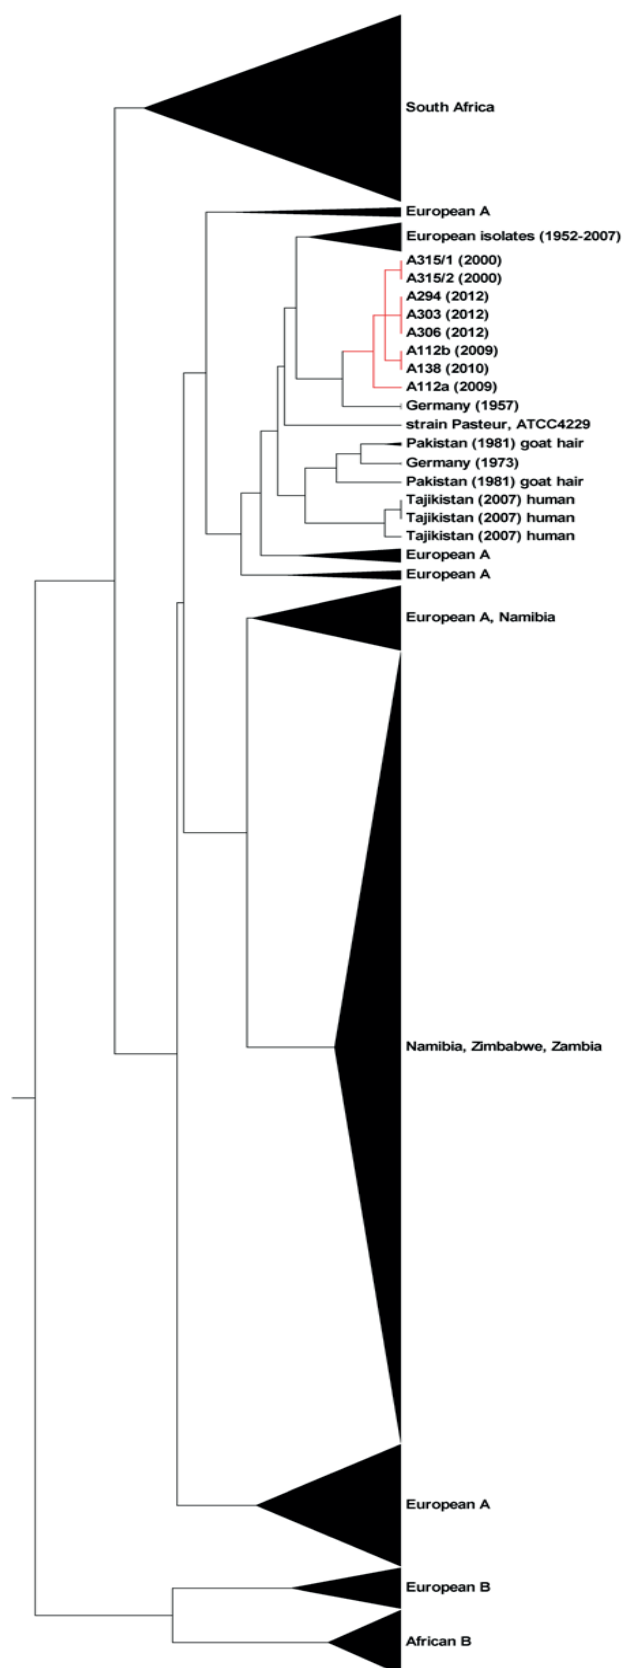 South Africa
European A
European isolates (1952-2007)
A315/1 (2000)
A315/2 (2000)
A294 (2012)
A303 (2012)
A306 (2012)
A112b (2009)
A138 (2010)
A112a (2009)
Germany (1957)
strain Pasteur, ATCC4229
Pakistan (1981) goat hair
Germany (1973)
Pakistan (1981) goat hair
Tajikistan (2007) human
Tajikistan (2007) human
Tajikistan (2007) human
European A
European A
European A, Namibia
Namibia, Zimbabwe, Zambia
European A
European B
African B